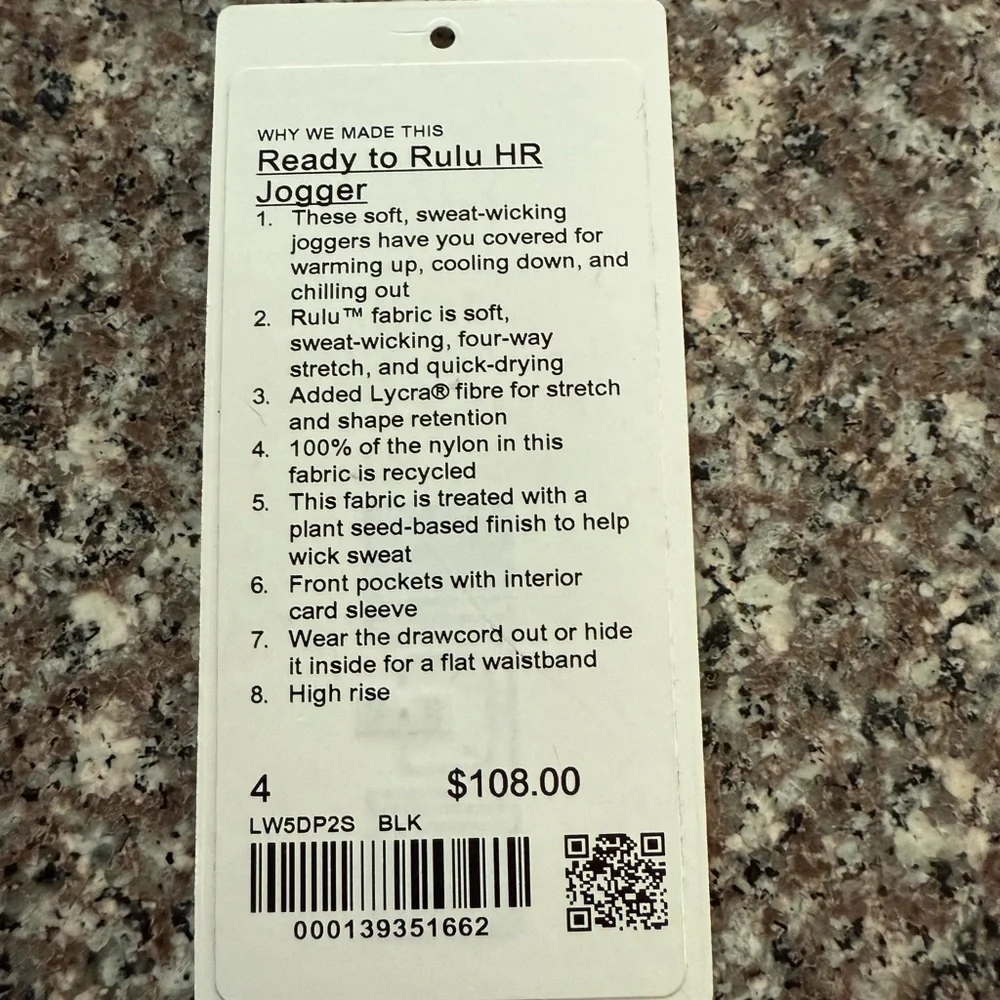 WHY WE MADE THIS
Ready to Rulu HR
Jogger
1. These soft, sweat-wicking
joggers have you covered for
warming up, cooling down, and
chilling out
2. Rulu™ fabric is soft,
sweat-wicking, four-way
stretch, and quick-drying
3. Added Lycra® fibre for stretch
and shape retention
4. 100% of the nylon in this
fabric is recycled
5. This fabric is treated with a
plant seed-based finish to help
wick sweat
6. Front pockets with interior
card sleeve
7. Wear the drawcord out or hide
it inside for a flat waistband
8. High rise
4 $108.00
LW5DP2S BLK
000139351662